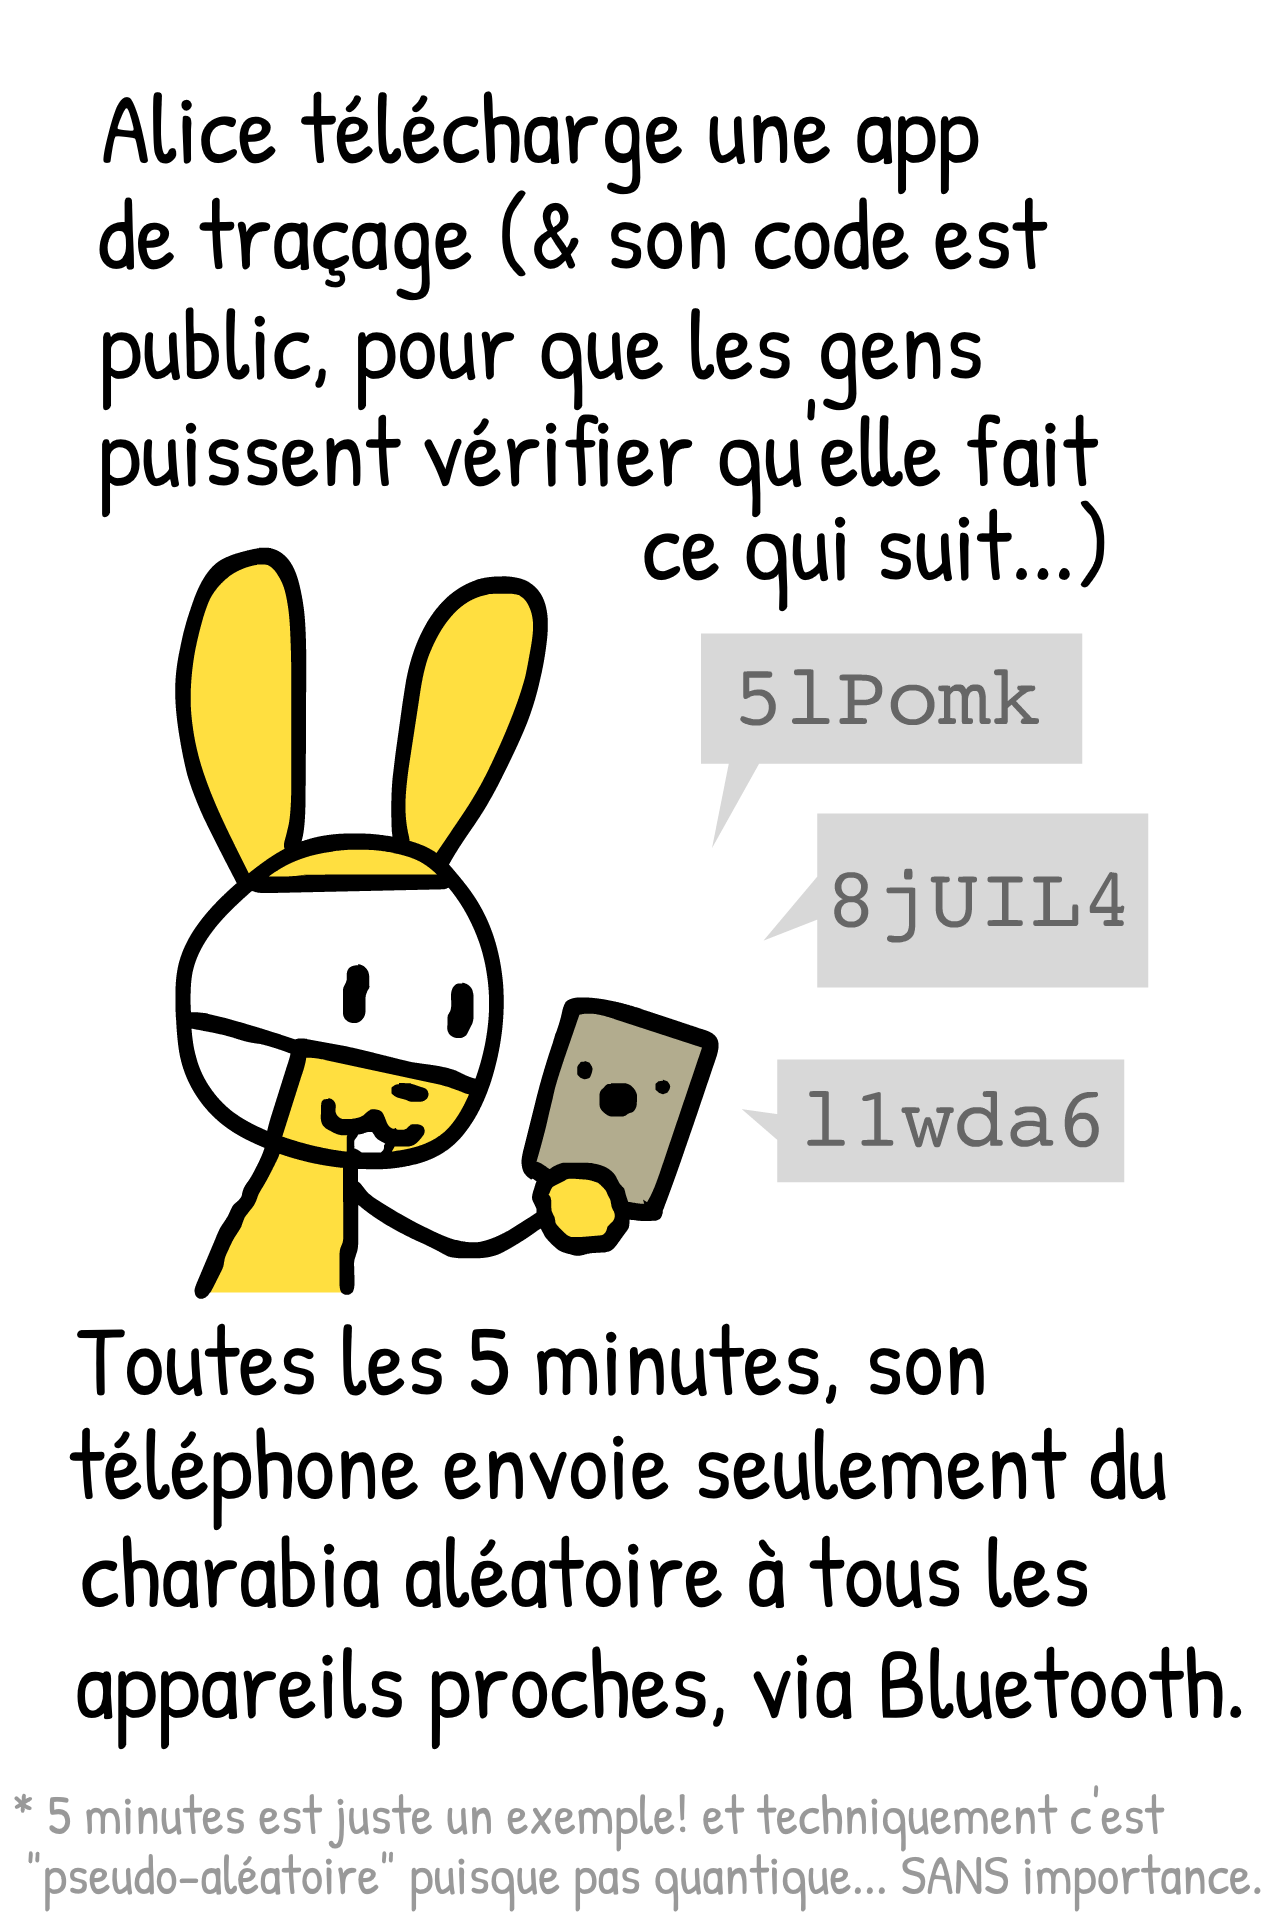 Alice télécharge une app
de traçage (& son code est
public, pour que les gens
puissent vérifier qu'elle fait
ce qui suit...)
5lPomk
8jUIL4
l1wda6
Toutes les 5 minutes, son
téléphone envoie seulement du
charabia aléatoire à tous les
appareils proches, via Bluetooth.
* 5 minutes est juste un exemple! et techniquement c'est
"pseudo-aléatoire" puisque pas quantique... SANS importance.